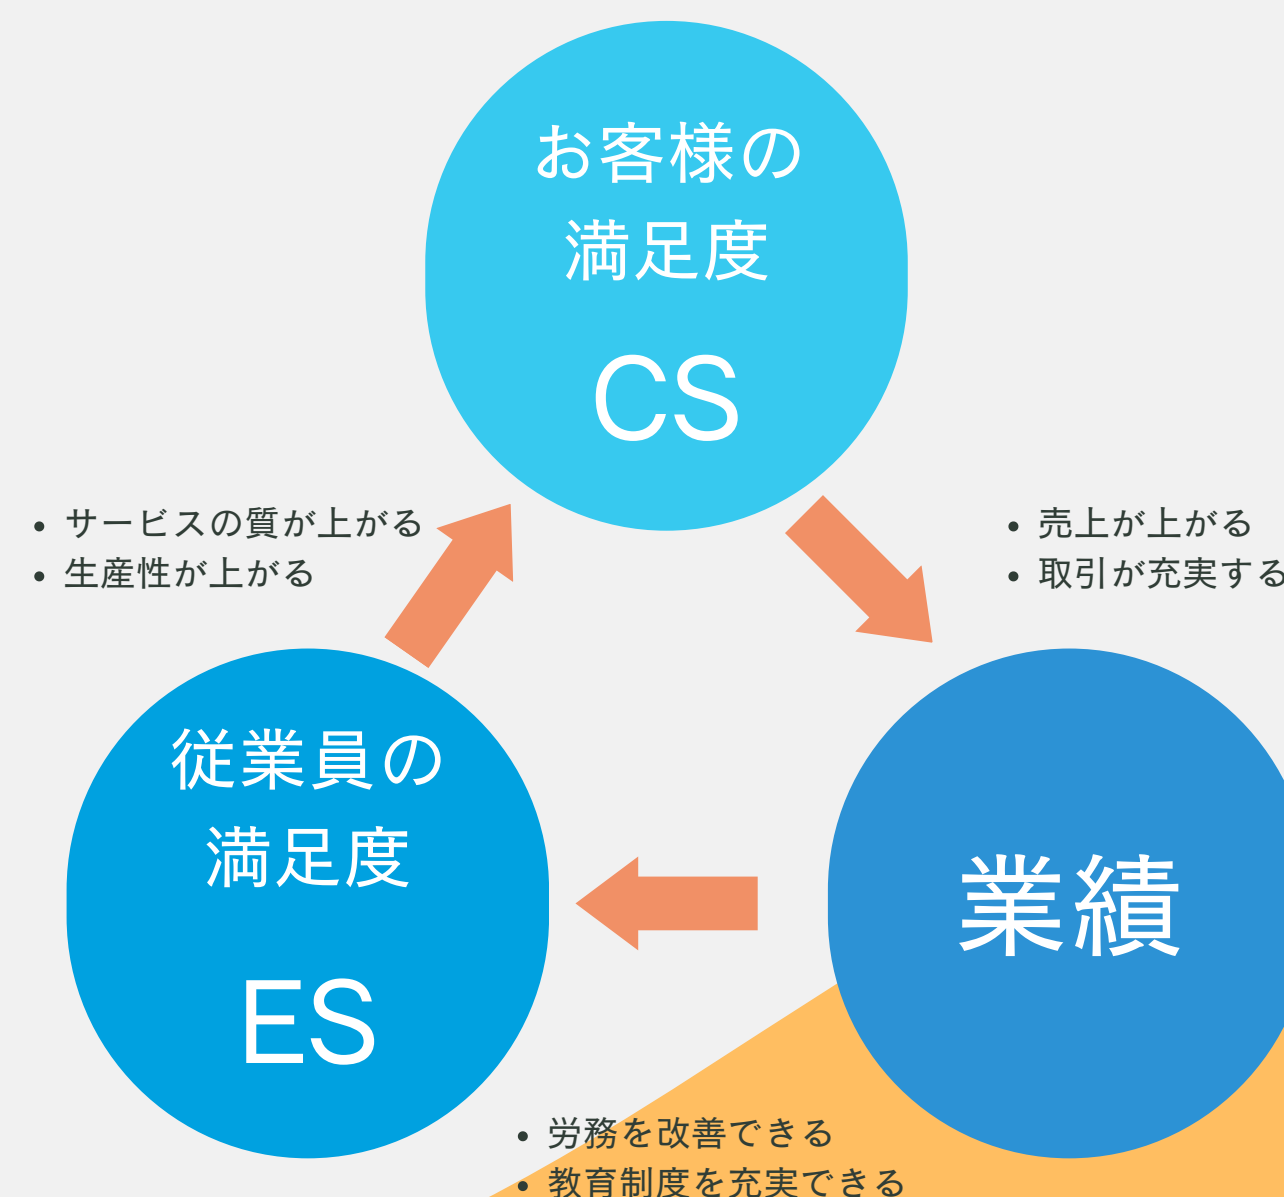 お客様の
満足度
CS
• サービスの質が上がる
• 生産性が上がる
• 売上が上がる
• 取引が充実する
従業員の
満足度
ES
業績
• 労務を改善できる
• 教育制度を充実できる